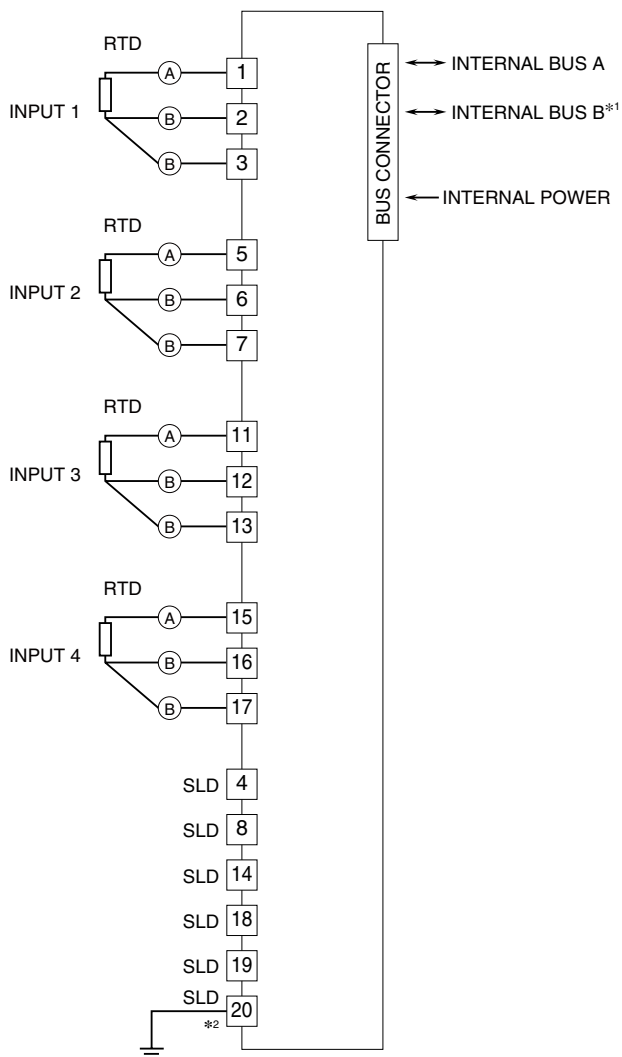 RTD
INPUT 1
A 1
B 2
B 3
RTD
INPUT 2
A 5
B 6
B 7
RTD
INPUT 3
A 11
B 12
B 13
RTD
INPUT 4
A 15
B 16
B 17
SLD 4
SLD 8
SLD 14
SLD 18
SLD 19
SLD 20
*2
BUS CONNECTOR
INTERNAL BUS A
INTERNAL BUS B*1
INTERNAL POWER